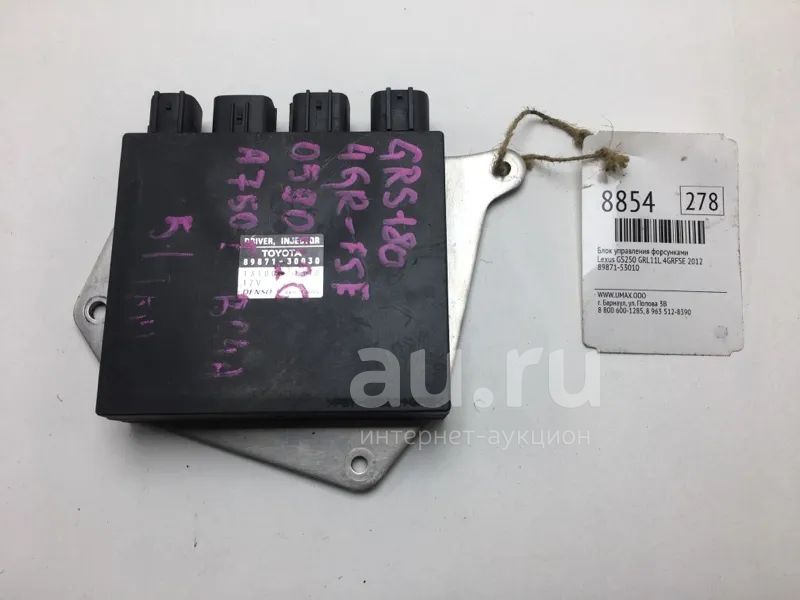 GRS180
4GR-FSE
A750
DRIVER, INJECTOR
TOYOTA
89871-30030
12V
DENSO
8854
278
Блок управления форсунками
Lexus GS250 GRL11L 4GRFSE 2012
89871-53010
WWW.UMAX.ООО
г. Барнаул, ул. Попова 3В
8 800 600-1285, 8 963 512-8390
au.ru
интернет-аукцион